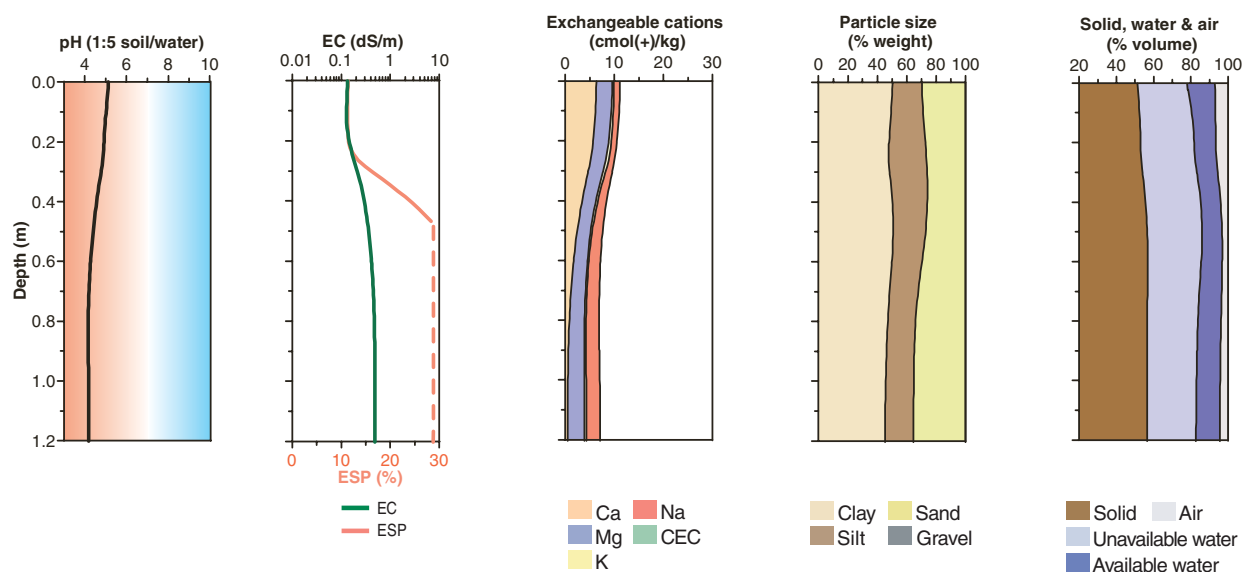 pH (1:5 soil/water)
4 6 8 10
0.0
0.2
0.4
0.6
0.8
1.0
1.2
Depth (m)
EC (dS/m)
0.01 0.1 1 10
0 10 20 30
ESP (%)
EC
ESP
Exchangeable cations
(cmol(+)/kg)
0 10 20 30
Ca Na
Mg CEC
K
Particle size
(% weight)
0 20 40 60 80 100
Clay Sand
Silt Gravel
Solid, water & air
(% volume)
20 40 60 80 100
Solid Air
Unavailable water
Available water